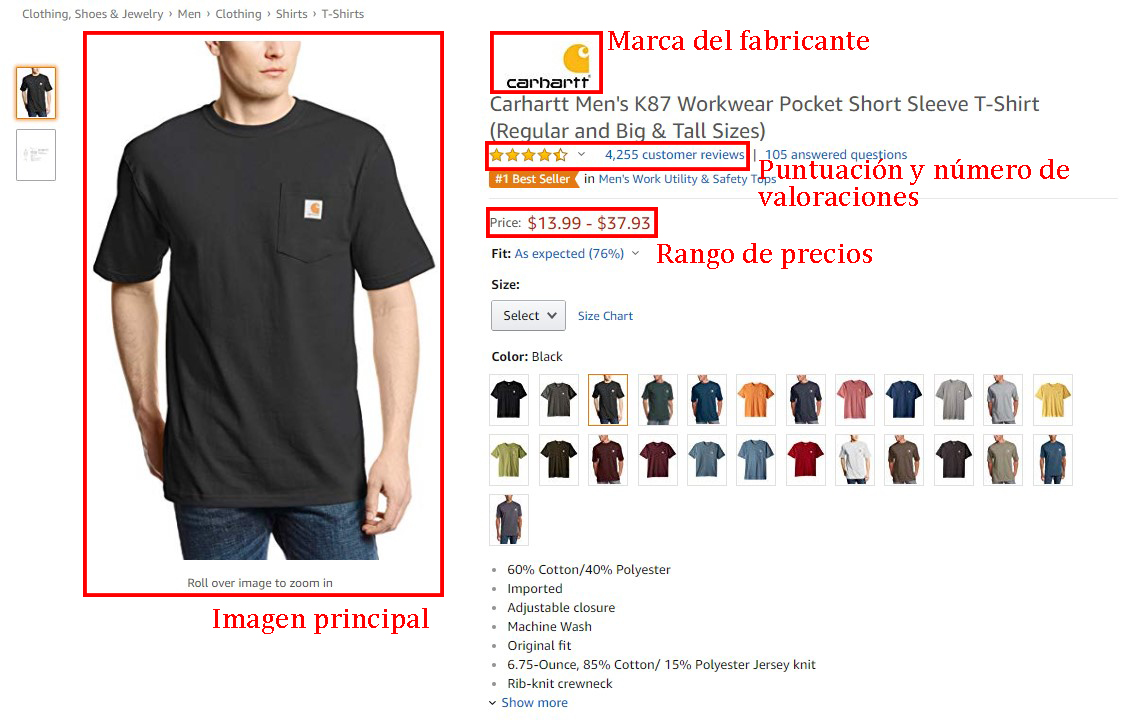 Clothing, Shoes & Jewelry › Men › Clothing › Shirts › T-Shirts
carhartt
Marca del fabricante
Carhartt Men's K87 Workwear Pocket Short Sleeve T-Shirt
(Regular and Big & Tall Sizes)
4,255 customer reviews | 105 answered questions
Puntuación y número de
valoraciones
#1 Best Seller in Men's Work Utility & Safety Tops
Price: $13.99 - $37.93
Rango de precios
Fit: As expected (76%)
Size:
Select Size Chart
Color: Black
Roll over image to zoom in
Imagen principal
• 60% Cotton/40% Polyester
• Imported
• Adjustable closure
• Machine Wash
• Original fit
• 6.75-Ounce, 85% Cotton/ 15% Polyester Jersey knit
• Rib-knit crewneck
Show more